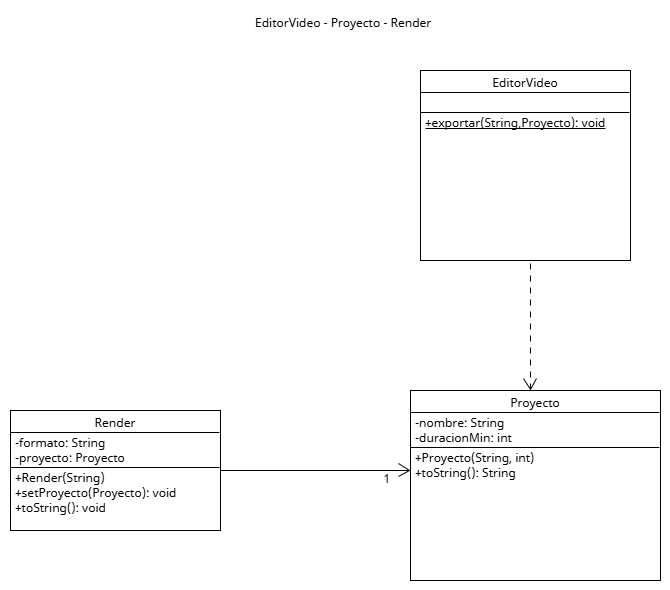 EditorVideo - Proyecto - Render
EditorVideo
+exportar(String,Proyecto): void
Proyecto
-nombre: String
-duracionMin: int
+Proyecto(String, int)
+toString(): String
Render
-formato: String
-proyecto: Proyecto
+Render(String)
+setProyecto(Proyecto): void
+toString(): void
1